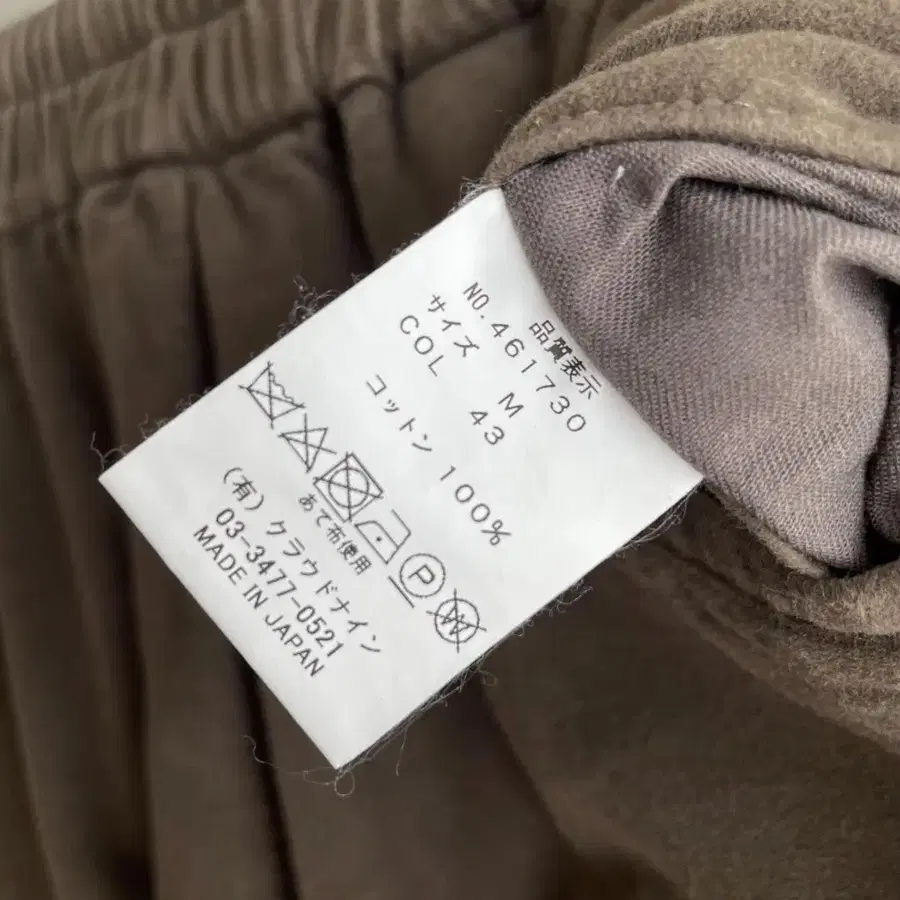 品質表示
NO. 461730
サイズ M
COL 43
コットン 100%
あて布使用
P
W
(有)クラウドナイン
03-3477-0521
MADE IN JAPAN